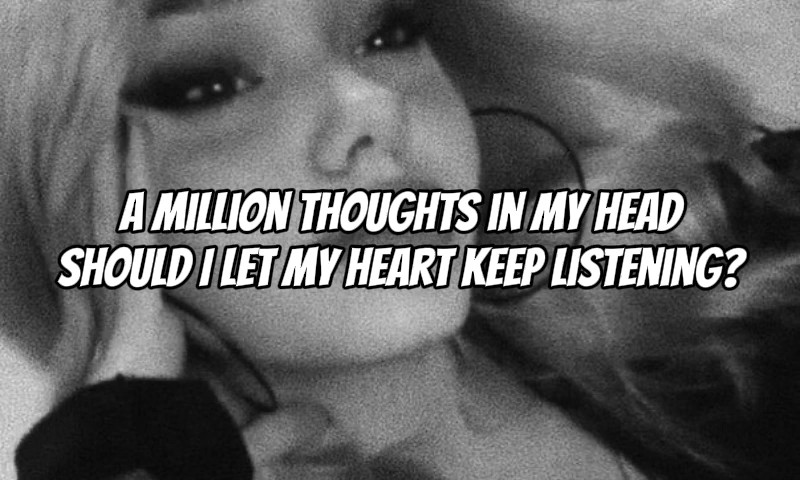 A MILLION THOUGHTS IN MY HEAD
SHOULD I LET MY HEART KEEP LISTENING?